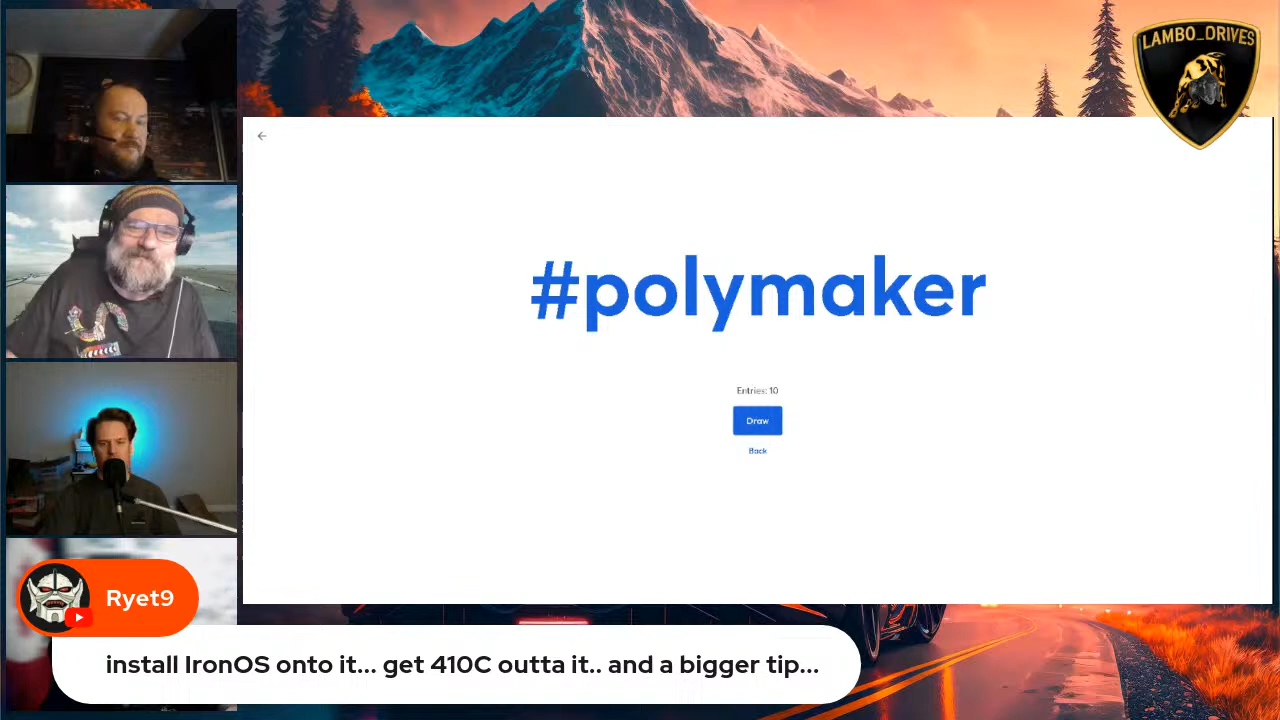 LAMBO_DRIVES
#polymaker
Entries: 10
Draw
Back
Ryet9
install IronOS onto it... get 410C outta it.. and a bigger tip...